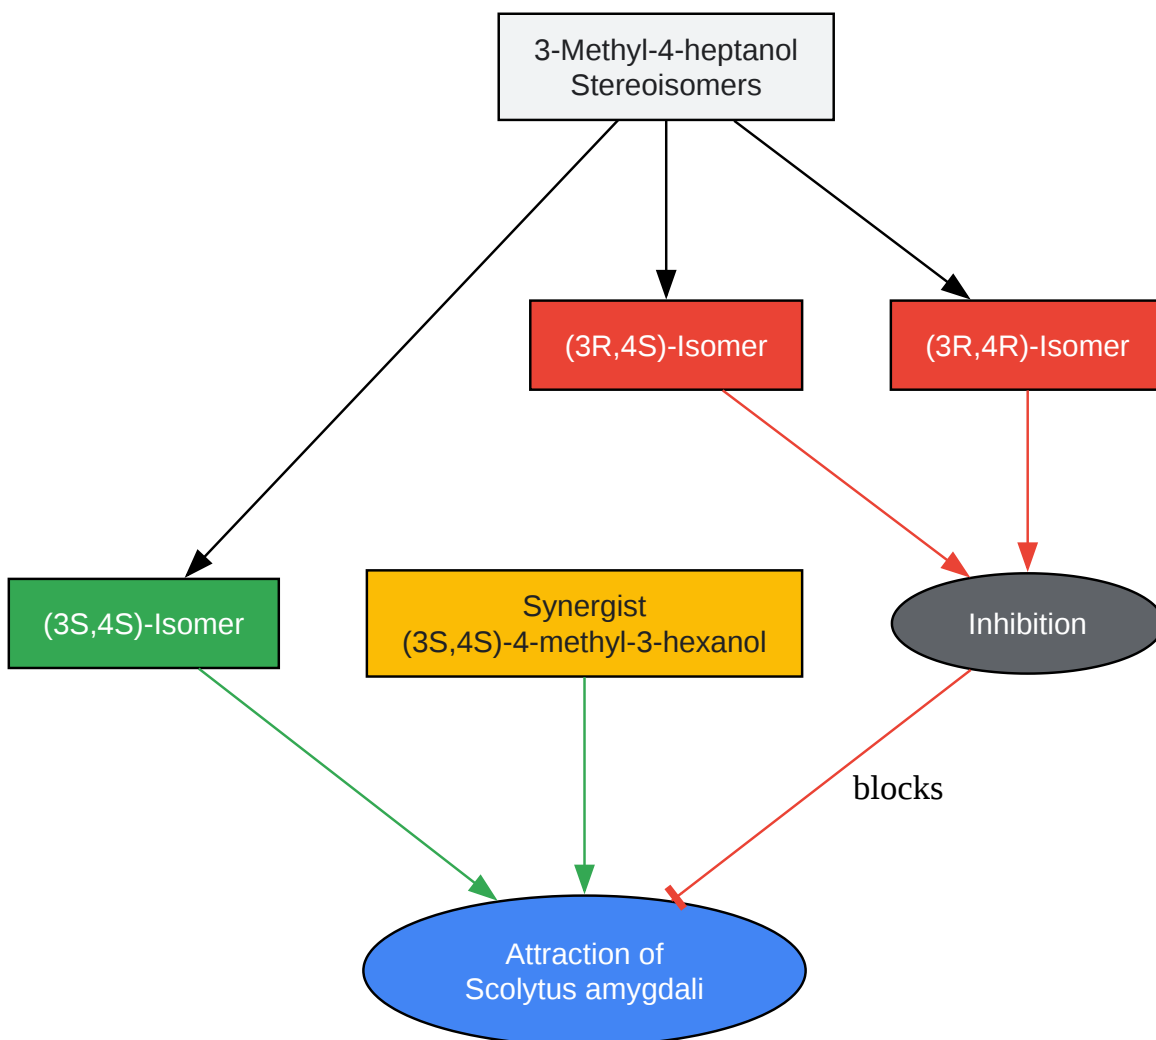 3-Methyl-4-heptanol
Stereoisomers
(3R,4S)-Isomer
(3R,4R)-Isomer
(3S,4S)-Isomer
Synergist
(3S,4S)-4-methyl-3-hexanol
Inhibition
blocks
Attraction of
Scolytus amygdali